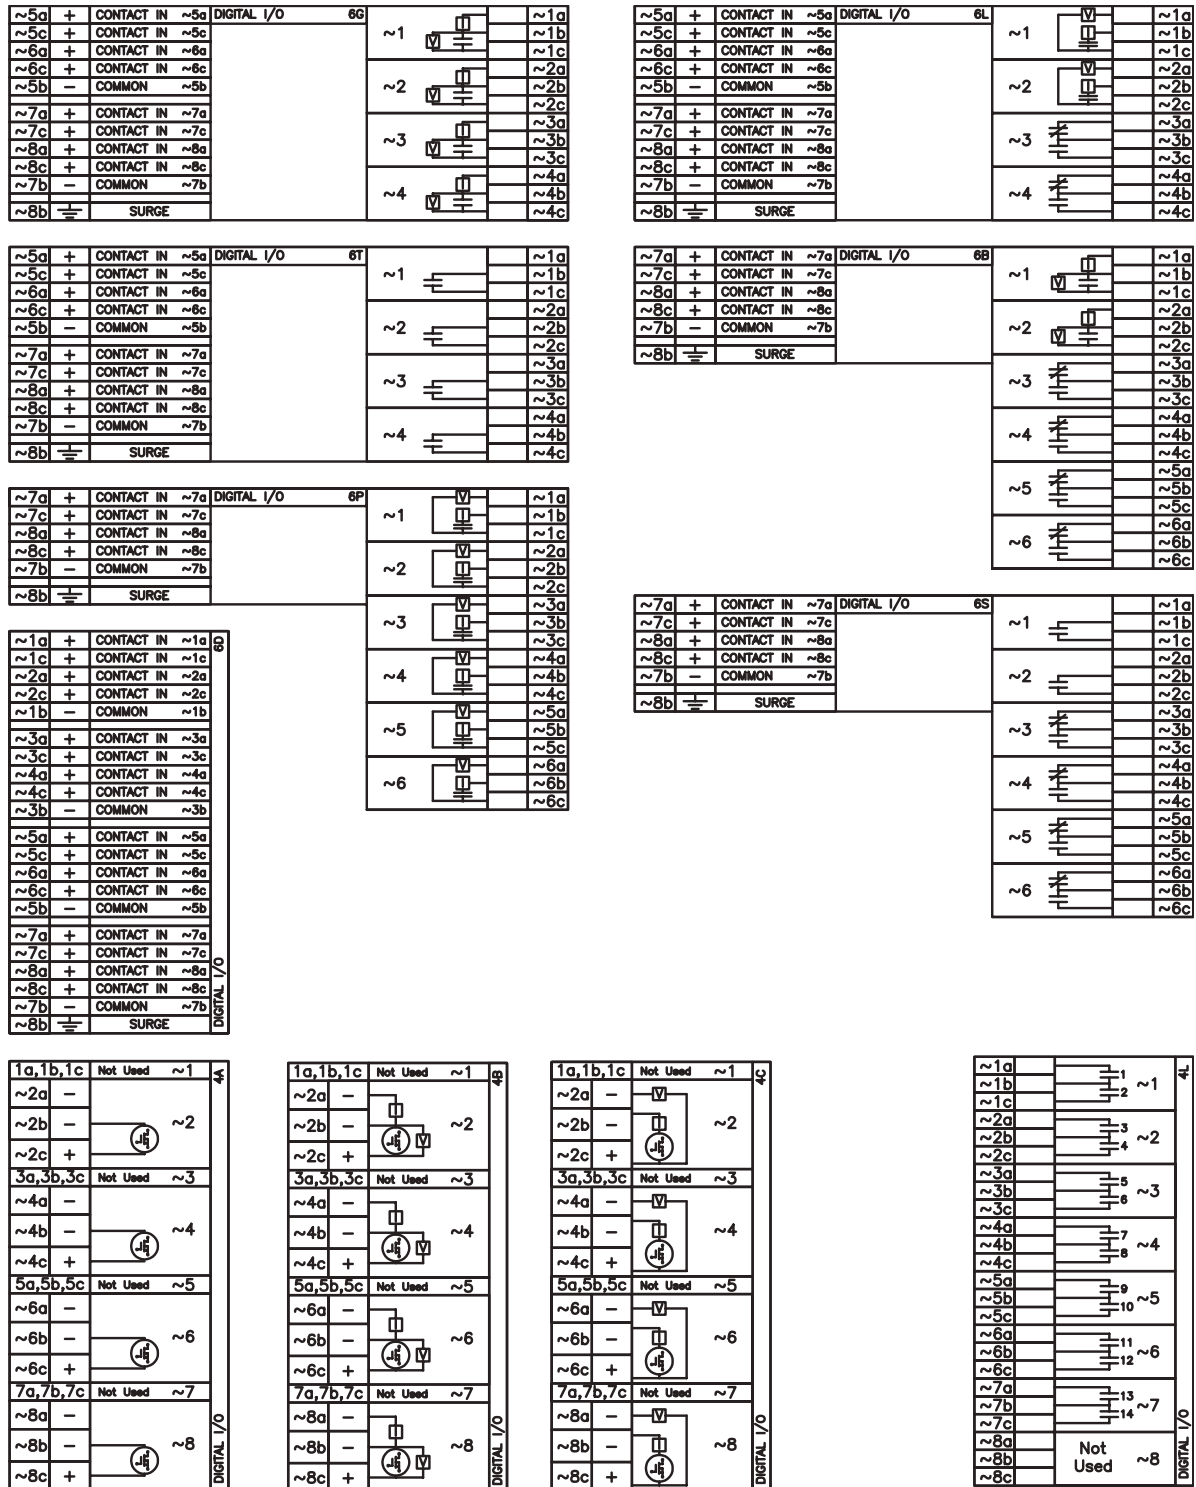 ~5a + CONTACT IN ~5a DIGITAL I/O 6G ~1a
~5c + CONTACT IN ~5c ~1 V ~1b
~6a + CONTACT IN ~6a ~1c
~6c + CONTACT IN ~6c ~2a
~5b – COMMON ~5b ~2 V ~2b
~2c
~7a + CONTACT IN ~7a ~3a
~7c + CONTACT IN ~7c ~3 V ~3b
~8a + CONTACT IN ~8a ~3c
~8c + CONTACT IN ~8c ~4a
~7b – COMMON ~7b ~4 V ~4b
~8b SURGE ~4c
~5a + CONTACT IN ~5a DIGITAL I/O 6L V ~1a
~5c + CONTACT IN ~5c ~1 I ~1b
~6a + CONTACT IN ~6a ~1c
~6c + CONTACT IN ~6c V ~2a
~5b – COMMON ~5b ~2 I ~2b
~2c
~7a + CONTACT IN ~7a ~3a
~7c + CONTACT IN ~7c ~3 ~3b
~8a + CONTACT IN ~8a ~3c
~8c + CONTACT IN ~8c ~4a
~7b – COMMON ~7b ~4 ~4b
~8b SURGE ~4c
~5a + CONTACT IN ~5a DIGITAL I/O 6T ~1a
~5c + CONTACT IN ~5c ~1 ~1b
~6a + CONTACT IN ~6a ~1c
~6c + CONTACT IN ~6c ~2a
~5b – COMMON ~5b ~2 ~2b
~2c
~7a + CONTACT IN ~7a ~3a
~7c + CONTACT IN ~7c ~3 ~3b
~8a + CONTACT IN ~8a ~3c
~8c + CONTACT IN ~8c ~4a
~7b – COMMON ~7b ~4 ~4b
~8b SURGE ~4c
~7a + CONTACT IN ~7a DIGITAL I/O 6B ~1a
~7c + CONTACT IN ~7c ~1 V ~1b
~8a + CONTACT IN ~8a ~1c
~8c + CONTACT IN ~8c ~2a
~7b – COMMON ~7b ~2 V ~2b
~8b SURGE ~2c
~3a
~3 ~3b
~3c
~4a
~4 ~4b
~4c
~5a
~5 ~5b
~5c
~6a
~6 ~6b
~6c
~7a + CONTACT IN ~7a DIGITAL I/O 6P V ~1a
~7c + CONTACT IN ~7c ~1 I ~1b
~8a + CONTACT IN ~8a ~1c
~8c + CONTACT IN ~8c V ~2a
~7b – COMMON ~7b ~2 I ~2b
~8b SURGE ~2c
V ~3a
~3 I ~3b
~3c
V ~4a
~4 I ~4b
~4c
V ~5a
~5 I ~5b
~5c
V ~6a
~6 I ~6b
~6c
~7a + CONTACT IN ~7a DIGITAL I/O 6S ~1a
~7c + CONTACT IN ~7c ~1 ~1b
~8a + CONTACT IN ~8a ~1c
~8c + CONTACT IN ~8c ~2a
~7b – COMMON ~7b ~2 ~2b
~8b SURGE ~2c
~3a
~3 ~3b
~3c
~4a
~4 ~4b
~4c
~5a
~5 ~5b
~5c
~6a
~6 ~6b
~6c
~1a + CONTACT IN ~1a 6D
~1c + CONTACT IN ~1c
~2a + CONTACT IN ~2a
~2c + CONTACT IN ~2c
~1b – COMMON ~1b
~3a + CONTACT IN ~3a
~3c + CONTACT IN ~3c
~4a + CONTACT IN ~4a
~4c + CONTACT IN ~4c
~3b – COMMON ~3b
~5a + CONTACT IN ~5a
~5c + CONTACT IN ~5c
~6a + CONTACT IN ~6a
~6c + CONTACT IN ~6c
~5b – COMMON ~5b
~7a + CONTACT IN ~7a
~7c + CONTACT IN ~7c
~8a + CONTACT IN ~8a
~8c + CONTACT IN ~8c
~7b – COMMON ~7b
~8b SURGE
DIGITAL I/O
1a,1b,1c Not Used ~1 4A
~2a –
~2b – ~2
~2c +
3a,3b,3c Not Used ~3
~4a –
~4b – ~4
~4c +
5a,5b,5c Not Used ~5
~6a –
~6b – ~6
~6c +
7a,7b,7c Not Used ~7
~8a –
~8b – ~8
~8c +
DIGITAL I/O
1a,1b,1c Not Used ~1 4B
~2a –
~2b – V ~2
~2c +
3a,3b,3c Not Used ~3
~4a –
~4b – V ~4
~4c +
5a,5b,5c Not Used ~5
~6a –
~6b – V ~6
~6c +
7a,7b,7c Not Used ~7
~8a –
~8b – V ~8
~8c +
DIGITAL I/O
1a,1b,1c Not Used ~1 4C
~2a – V
~2b – I ~2
~2c +
3a,3b,3c Not Used ~3
~4a – V
~4b – I ~4
~4c +
5a,5b,5c Not Used ~5
~6a – V
~6b – I ~6
~6c +
7a,7b,7c Not Used ~7
~8a – V
~8b – I ~8
~8c +
DIGITAL I/O
~1a 1 4L
~1b 2 ~1
~1c
~2a 3
~2b 4 ~2
~2c
~3a 5
~3b 6 ~3
~3c
~4a 7
~4b 8 ~4
~4c
~5a 9
~5b 10 ~5
~5c
~6a 11
~6b 12 ~6
~6c
~7a 13
~7b 14 ~7
~7c
~8a Not
~8b Used ~8
~8c
DIGITAL I/O